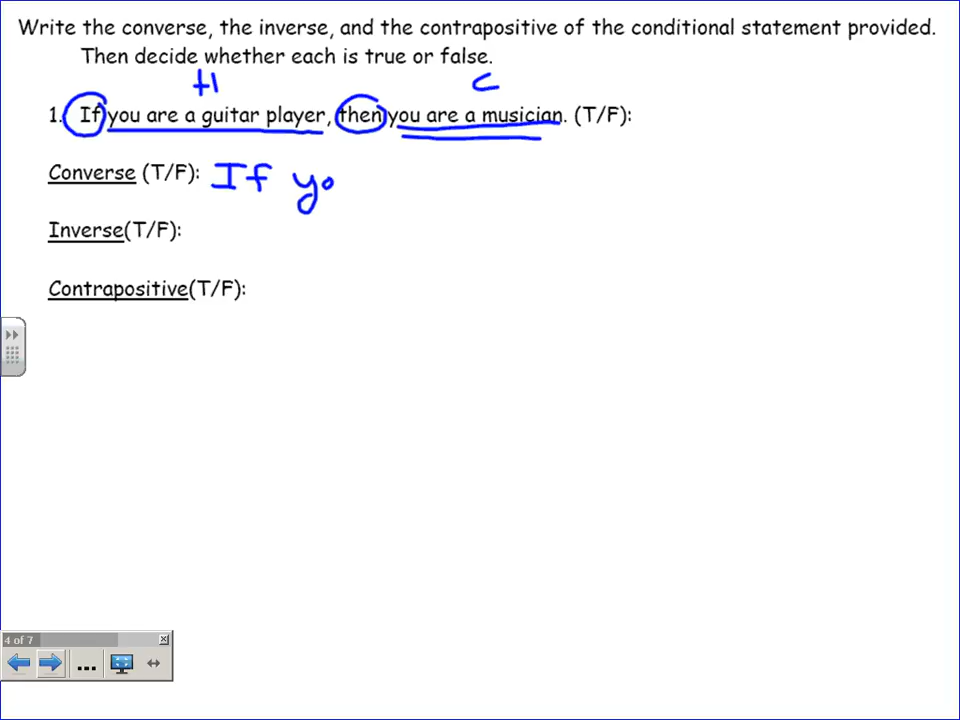 Write the converse, the inverse, and the contrapositive of the conditional statement provided.
Then decide whether each is true or false.
H C
1. If you are a guitar player, then you are a musician. (T/F):
Converse (T/F): If yo
Inverse(T/F):
Contrapositive(T/F):
4 of 7